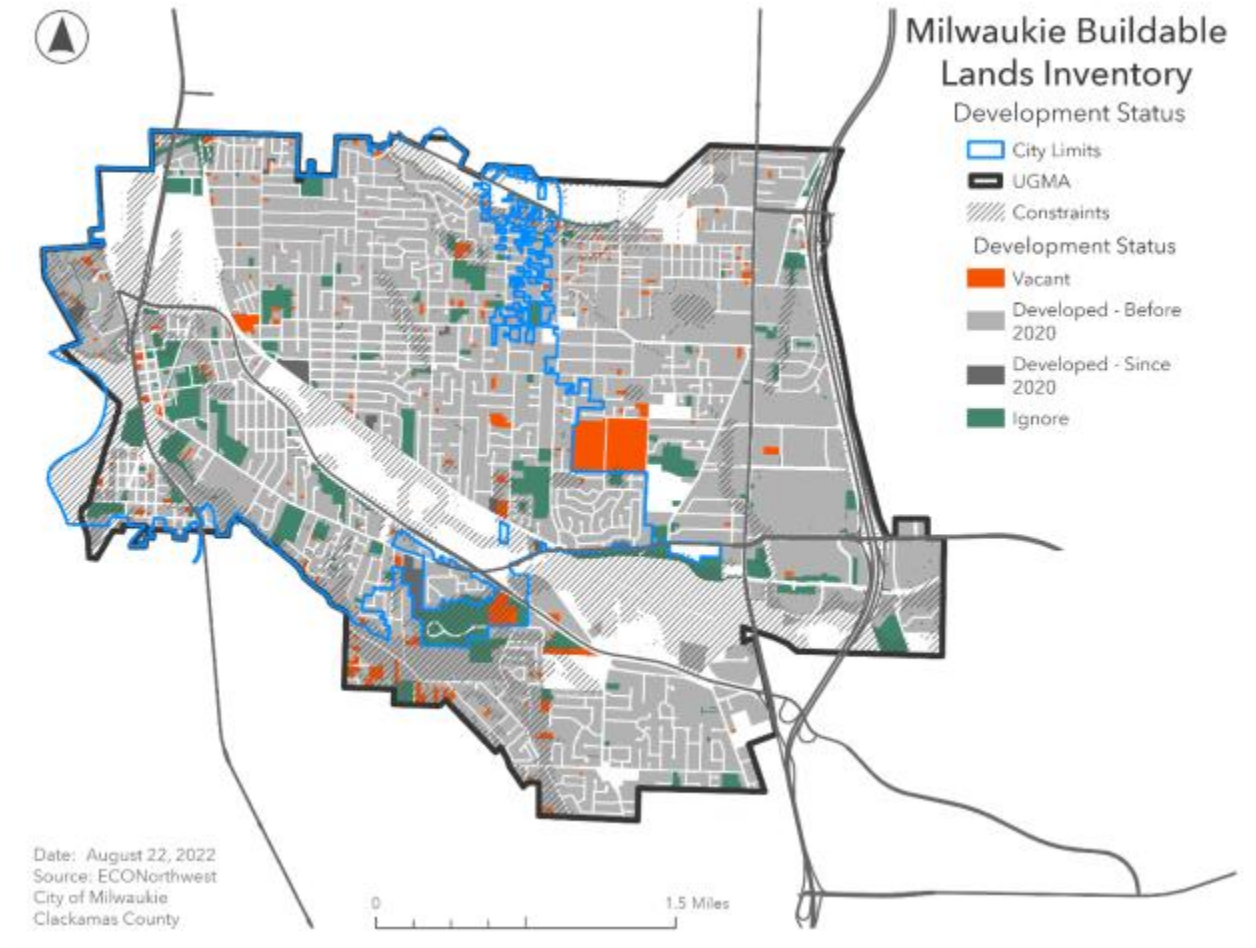 Milwaukie Buildable
Lands Inventory
Development Status
City Limits
UGMA
Constraints
Development Status
Vacant
Developed - Before
2020
Developed - Since
2020
Ignore
Date: August 22, 2022
Source: ECONorthwest
City of Milwaukie
Clackamas County
0 1.5 Miles